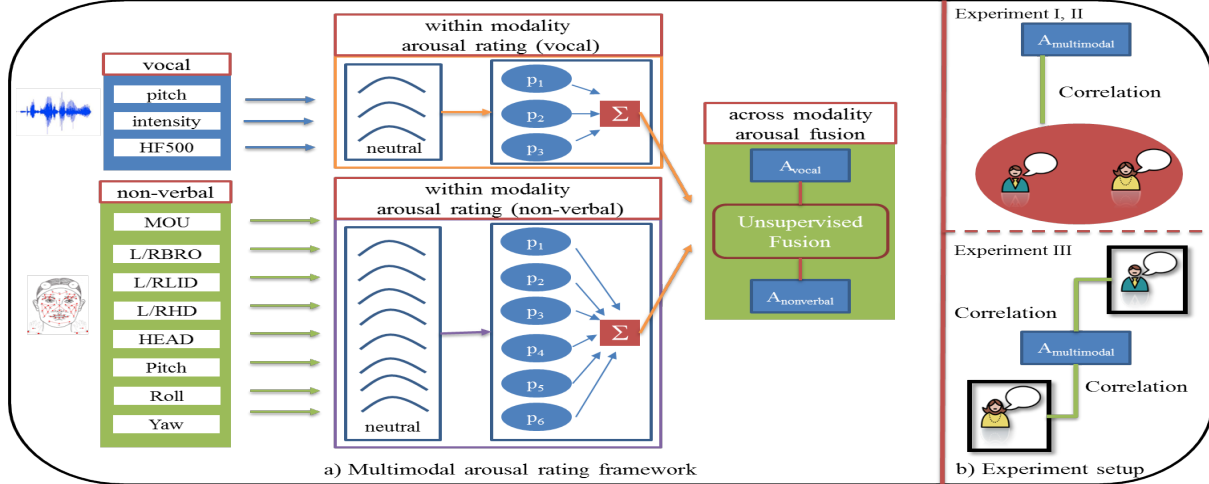 vocal
pitch
intensity
HF500
non-verbal
MOU
L/RBRO
L/RLID
L/RHD
HEAD
Pitch
Roll
Yaw
within modality
arousal rating (vocal)
neutral
p1
p2
p3
Σ
within modality
arousal rating (non-verbal)
neutral
p1
p2
p3
p4
p5
p6
Σ
across modality
arousal fusion
Avocal
Unsupervised
Fusion
Anonverbal
a) Multimodal arousal rating framework
Experiment I, II
Amultimodal
Correlation
Experiment III
Correlation
Amultimodal
Correlation
b) Experiment setup